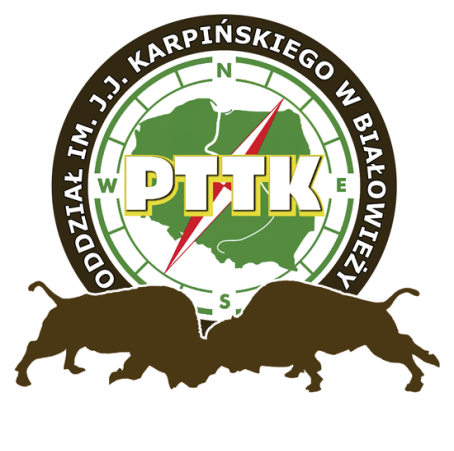 ODDZIAŁ IM. J.J. KARPIŃSKIEGO W BIAŁOWIEŻY
N
W PTTK E
S